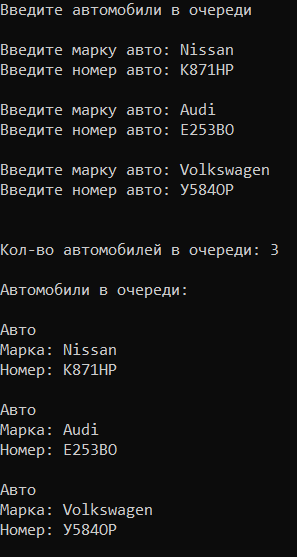 Введите автомобили в очереди
Введите марку авто: Nissan
Введите номер авто: К871НР
Введите марку авто: Audi
Введите номер авто: Е253ВО
Введите марку авто: Volkswagen
Введите номер авто: У584ОР
Кол-во автомобилей в очереди: 3
Автомобили в очереди:
Авто
Марка: Nissan
Номер: К871НР
Авто
Марка: Audi
Номер: Е253ВО
Авто
Марка: Volkswagen
Номер: У584ОР